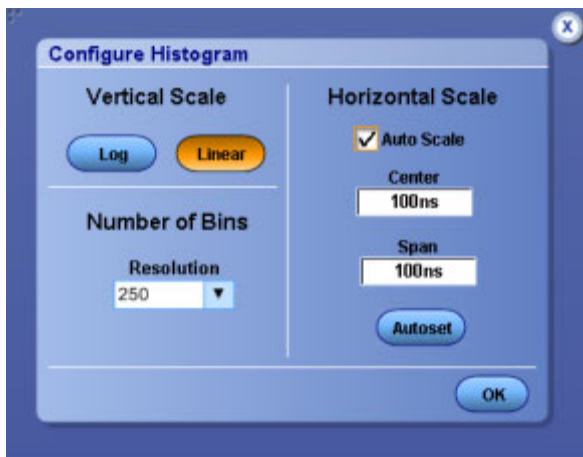 X
Configure Histogram
Vertical Scale
Log
Linear
Number of Bins
Resolution
250
Horizontal Scale
Auto Scale
Center
100ns
Span
100ns
Autoset
OK